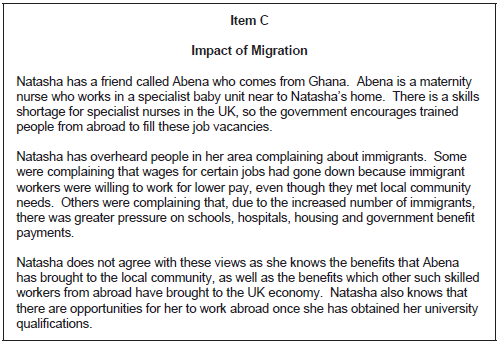 Item C
Impact of Migration
Natasha has a friend called Abena who comes from Ghana. Abena is a maternity
nurse who works in a specialist baby unit near to Natasha's home. There is a skills
shortage for specialist nurses in the UK, so the government encourages trained
people from abroad to fill these job vacancies.
Natasha has overheard people in her area complaining about immigrants. Some
were complaining that wages for certain jobs had gone down because immigrant
workers were willing to work for lower pay, even though they met local community
needs. Others were complaining that, due to the increased number of immigrants,
there was greater pressure on schools, hospitals, housing and government benefit
payments.
Natasha does not agree with these views as she knows the benefits that Abena
has brought to the local community, as well as the benefits which other such skilled
workers from abroad have brought to the UK economy. Natasha also knows that
there are opportunities for her to work abroad once she has obtained her university
qualifications.